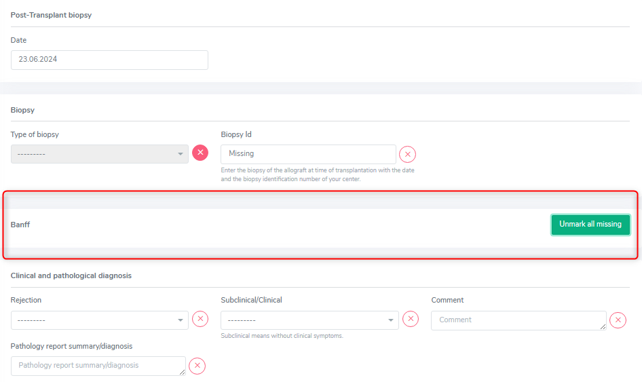 Post-Transplant biopsy
Date
23.06.2024
Biopsy
Type of biopsy
Biopsy Id
---------
Missing
Enter the biopsy of the allograft at time of transplantation with the date
and the biopsy identification number of your center.
Banff
Unmark all missing
Clinical and pathological diagnosis
Rejection
Subclinical/Clinical
Comment
---------
---------
Comment
Subclinical means without clinical symptoms.
Pathology report summary/diagnosis
Pathology report summary/diagnosis